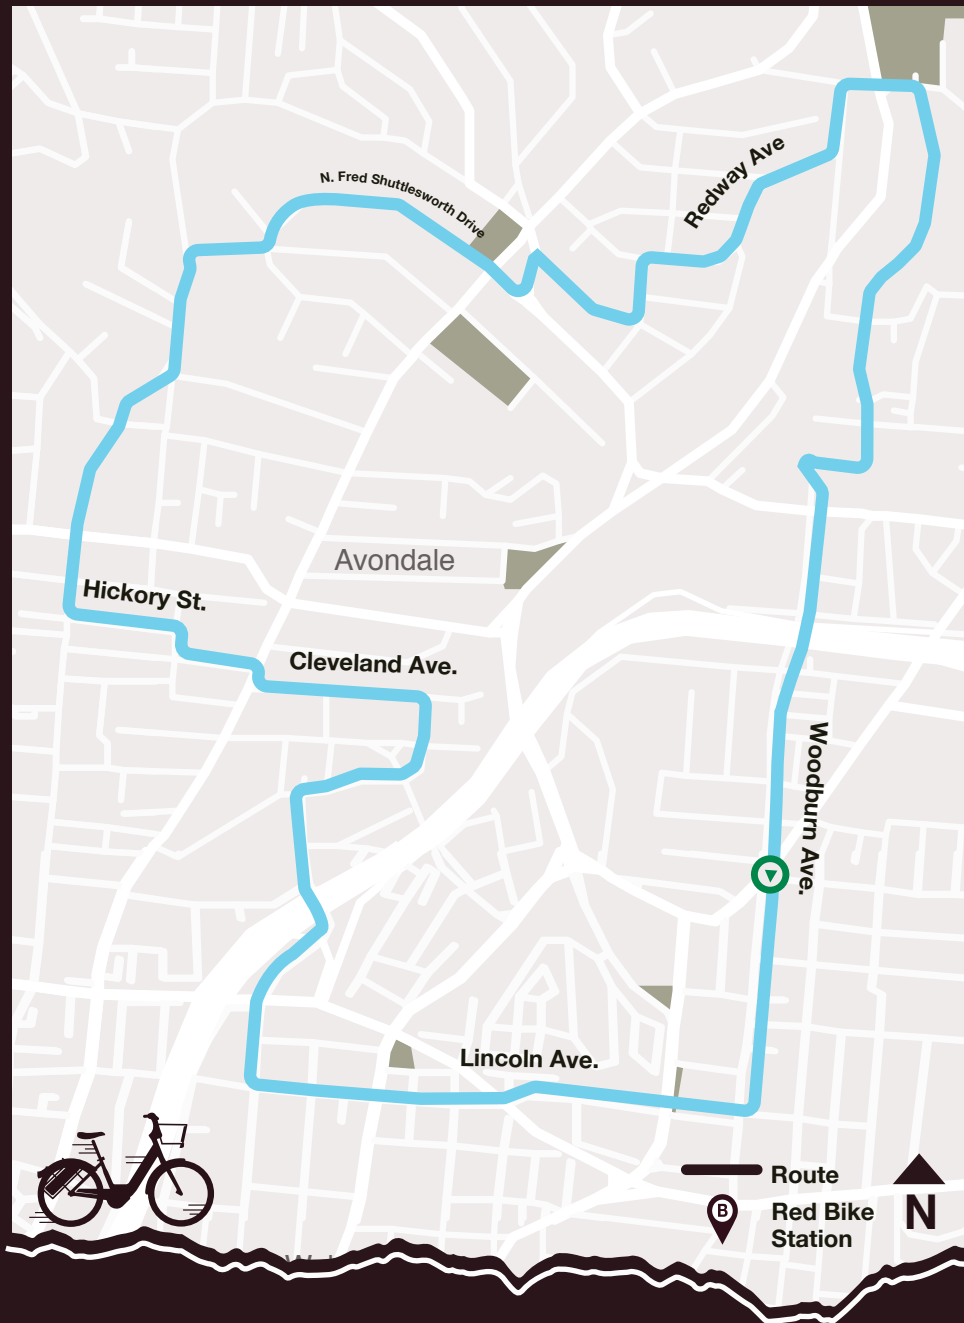 Redway Ave
N. Fred Shuttlesworth Drive
Avondale
Hickory St.
Cleveland Ave.
Woodburn Ave.
Lincoln Ave.
Route
B
Red Bike
Station
N